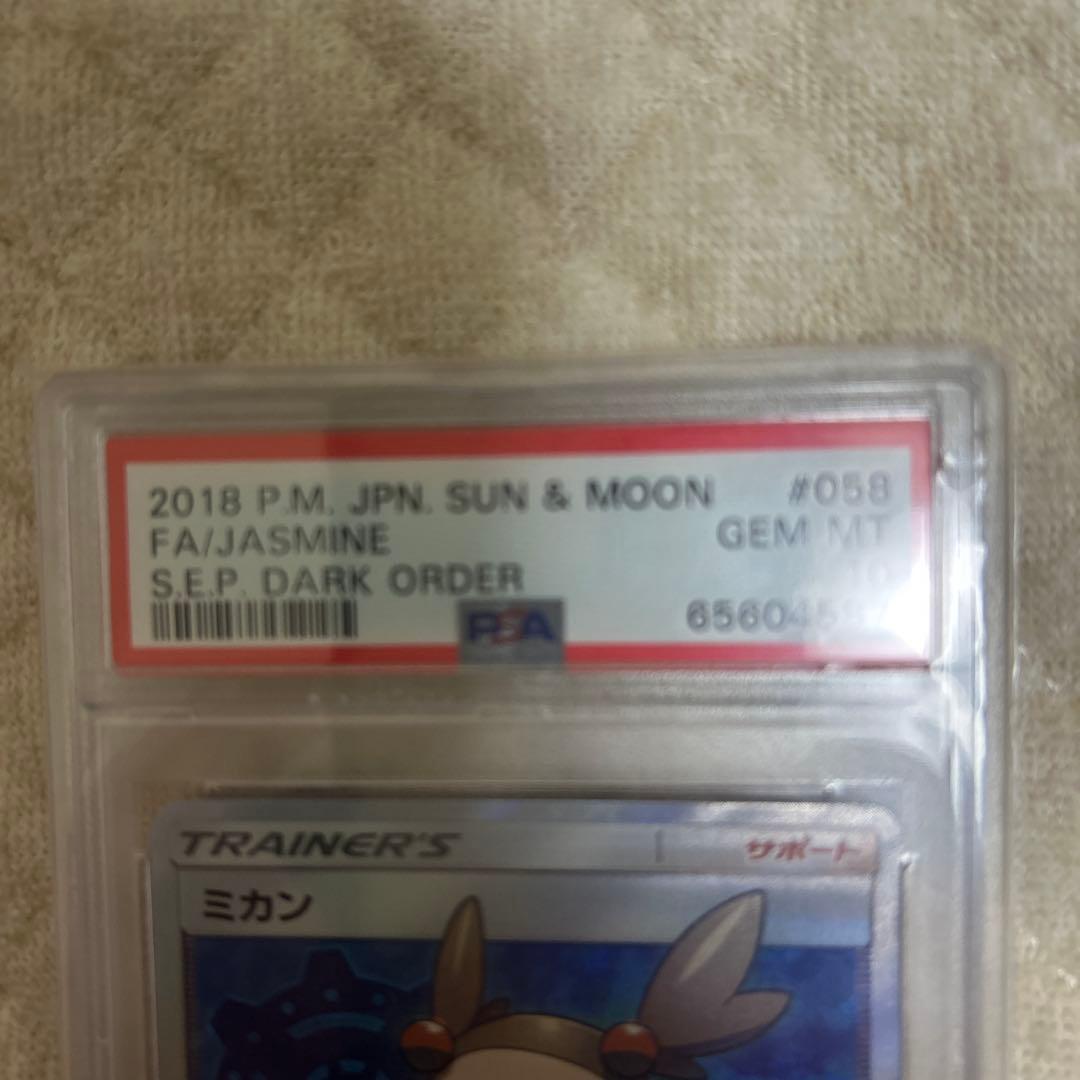 2018 P.M. JPN. SUN & MOON #058
FA/JASMINE GEM MT
S.E.P. DARK ORDER 10
PSA
TRAINER'S サポート
ミカン